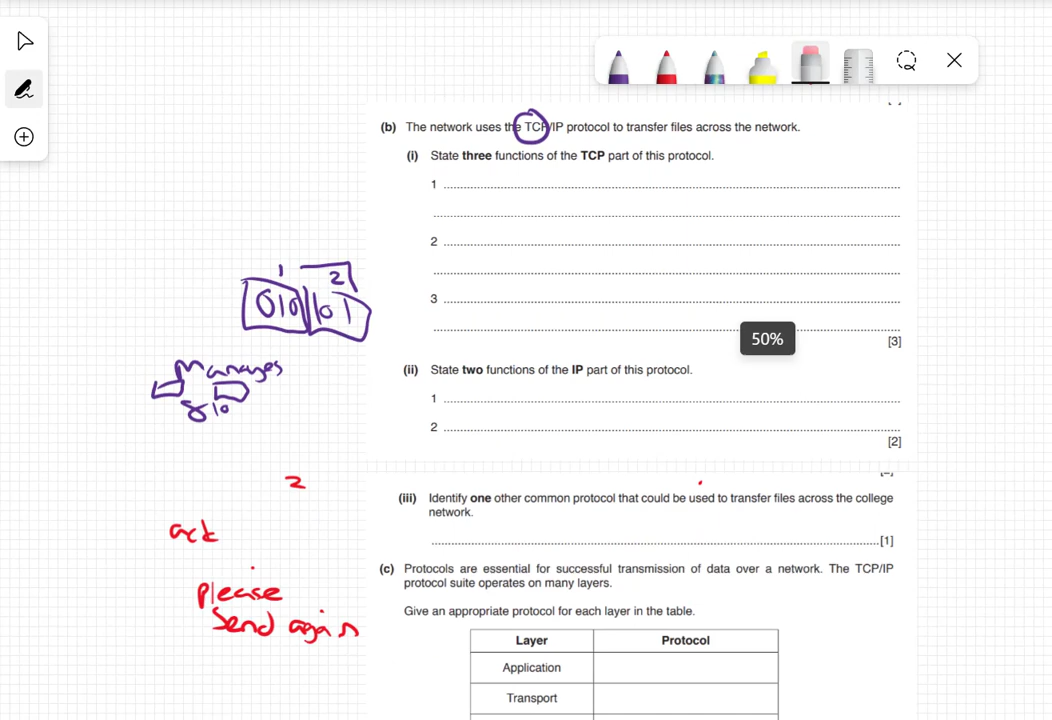 (b) The network uses the TCP/IP protocol to transfer files across the network.
(i) State three functions of the TCP part of this protocol.
1 ........................................................................
........................................................................
2 ........................................................................
........................................................................
3 ........................................................................
........................................................................
50%
[3]
(ii) State two functions of the IP part of this protocol.
1 ........................................................................
2 ........................................................................
[2]
(iii) Identify one other common protocol that could be used to transfer files across the college
network.
........................................................................[1]
(c) Protocols are essential for successful transmission of data over a network. The TCP/IP
protocol suite operates on many layers.
Give an appropriate protocol for each layer in the table.
Layer Protocol
Application
Transport
1 2
010 101
Manages
8 10
2
ack
please
send again